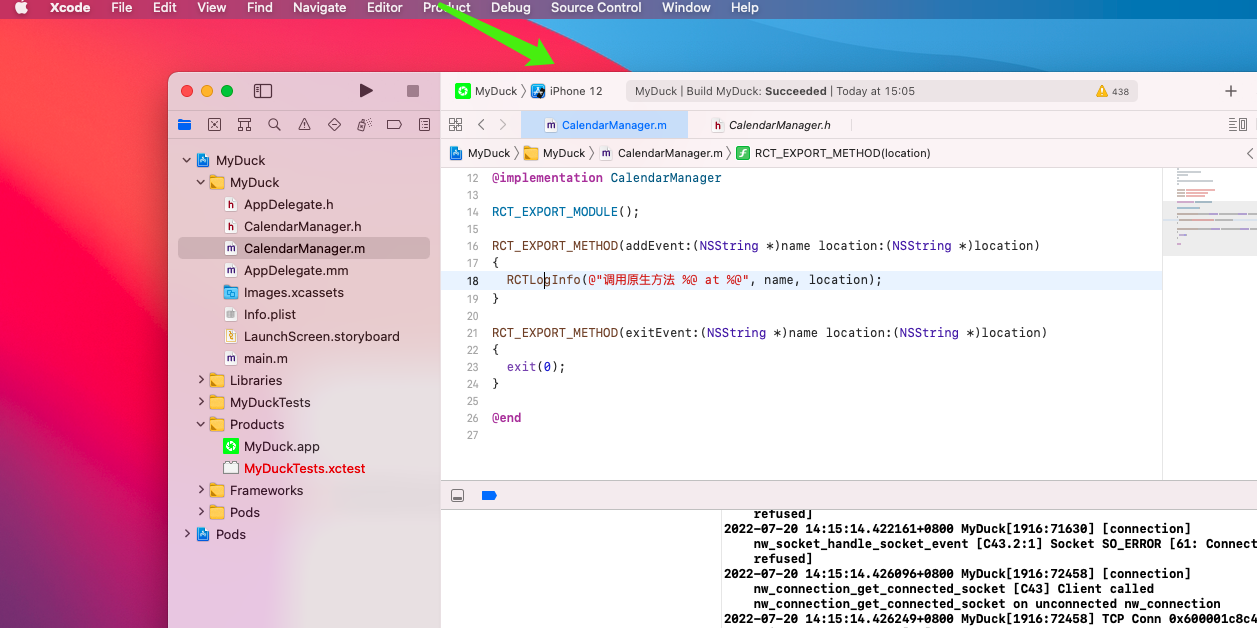 Xcode File Edit View Find Navigate Editor Product Debug Source Control Window Help
MyDuck iPhone 12 MyDuck | Build MyDuck: Succeeded | Today at 15:05 438
CalendarManager.m CalendarManager.h
MyDuck MyDuck CalendarManager.m RCT_EXPORT_METHOD(location)
MyDuck
MyDuck
AppDelegate.h
CalendarManager.h
CalendarManager.m
AppDelegate.mm
Images.xcassets
Info.plist
LaunchScreen.storyboard
main.m
Libraries
MyDuckTests
Products
MyDuck.app
MyDuckTests.xctest
Frameworks
Pods
Pods
12 @implementation CalendarManager
13
14 RCT_EXPORT_MODULE();
15
16 RCT_EXPORT_METHOD(addEvent:(NSString *)name location:(NSString *)location)
17 {
18 RCTLogInfo(@"调用原生方法 %@ at %@", name, location);
19 }
20
21 RCT_EXPORT_METHOD(exitEvent:(NSString *)name location:(NSString *)location)
22 {
23 exit(0);
24 }
25
26 @end
27
refused]
2022-07-20 14:15:14.422161+0800 MyDuck[1916:71630] [connection]
nw_socket_handle_socket_event [C43.2:1] Socket SO_ERROR [61: Connect
refused]
2022-07-20 14:15:14.426096+0800 MyDuck[1916:72458] [connection]
nw_connection_get_connected_socket [C43] Client called
nw_connection_get_connected_socket on unconnected nw_connection
2022-07-20 14:15:14.426249+0800 MyDuck[1916:72458] TCP Conn 0x600001c8c4